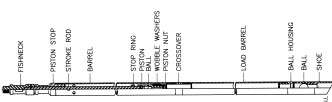 FISHNECK
PISTON STOP
STROKE ROD
BARREL
STOP RING
PISTON
BALL
WOBBLE WASHERS
PISTON NUT
CROSSOVER
LOAD BARREL
BALL HOUSING
BALL
SHOE